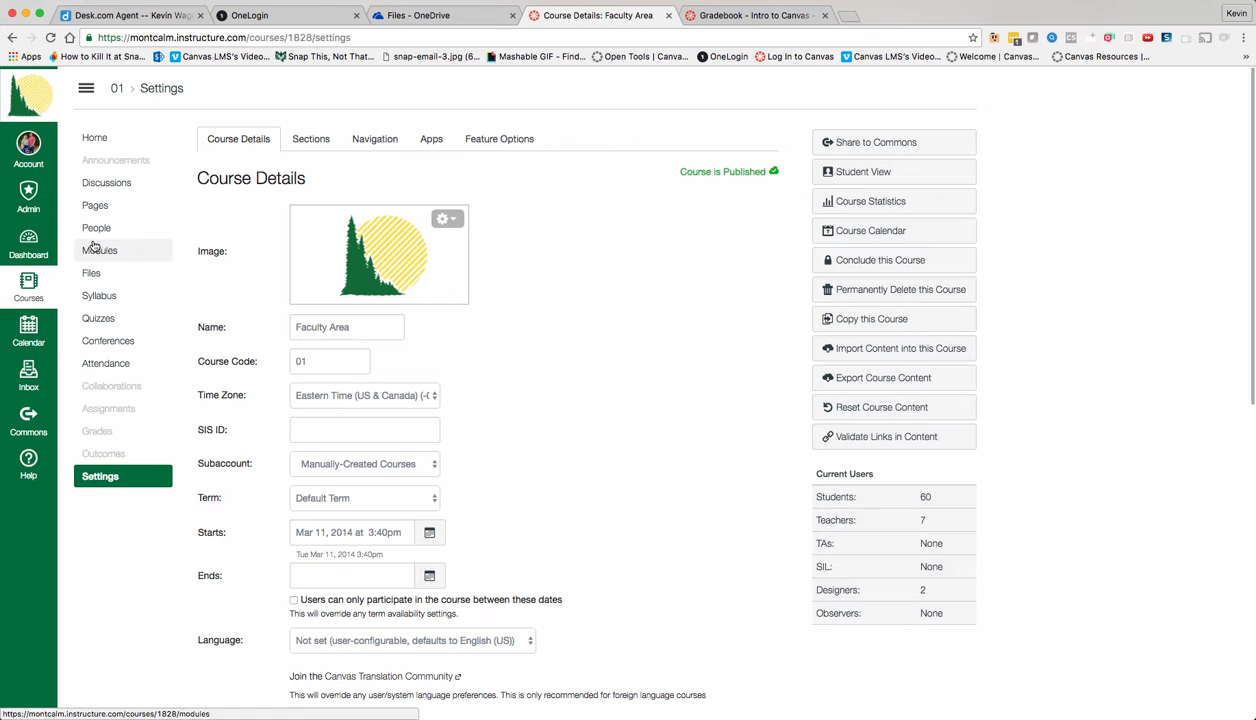 Desk.com Agent -- Kevin Wag
OneLogin
Files - OneDrive
Course Details: Faculty Area
Gradebook - Intro to Canvas
Kevin
https://montcalm.instructure.com/courses/1828/settings
Apps
How to Kill It at Sna...
Canvas LMS's Video...
Snap This, Not That...
snap-email-3.jpg (6...
Mashable GIF - Find...
Open Tools | Canva...
OneLogin
Log In to Canvas
Canvas LMS's Video...
Welcome | Canvas...
Canvas Resources |...
»
01 › Settings
Account
Admin
Dashboard
Courses
Calendar
Inbox
Commons
Help
Home
Announcements
Discussions
Pages
People
Modules
Files
Syllabus
Quizzes
Conferences
Attendance
Collaborations
Assignments
Grades
Outcomes
Settings
Course Details
Sections
Navigation
Apps
Feature Options
Course Details
Course is Published
Image:
Name:
Faculty Area
Course Code:
01
Time Zone:
Eastern Time (US & Canada) (-0
SIS ID:
Subaccount:
Manually-Created Courses
Term:
Default Term
Starts:
Mar 11, 2014 at 3:40pm
Tue Mar 11, 2014 3:40pm
Ends:
Users can only participate in the course between these dates
This will override any term availability settings.
Language:
Not set (user-configurable, defaults to English (US))
Join the Canvas Translation Community
This will override any user/system language preferences. This is only recommended for foreign language courses
Share to Commons
Student View
Course Statistics
Course Calendar
Conclude this Course
Permanently Delete this Course
Copy this Course
Import Content into this Course
Export Course Content
Reset Course Content
Validate Links in Content
Current Users
Students: 60
Teachers: 7
TAs: None
SIL: None
Designers: 2
Observers: None
https://montcalm.instructure.com/courses/1828/modules